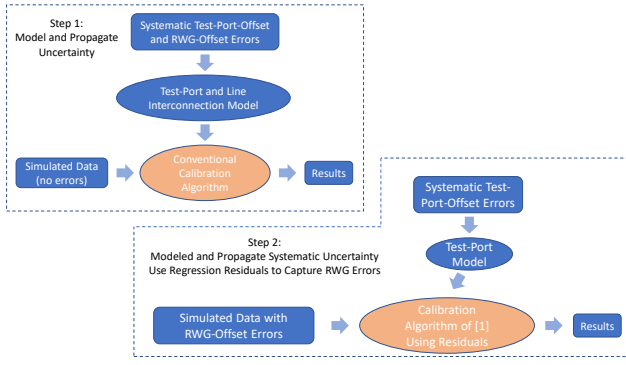 Step 1:
Model and Propagate
Uncertainty
Systematic Test-Port-Offset
and RWG-Offset Errors
Test-Port and Line
Interconnection Model
Simulated Data
(no errors)
Conventional
Calibration
Algorithm
Results
Step 2:
Modeled and Propagate Systematic Uncertainty
Use Regression Residuals to Capture RWG Errors
Systematic Test-
Port-Offset Errors
Test-Port
Model
Simulated Data with
RWG-Offset Errors
Calibration
Algorithm of [1]
Using Residuals
Results